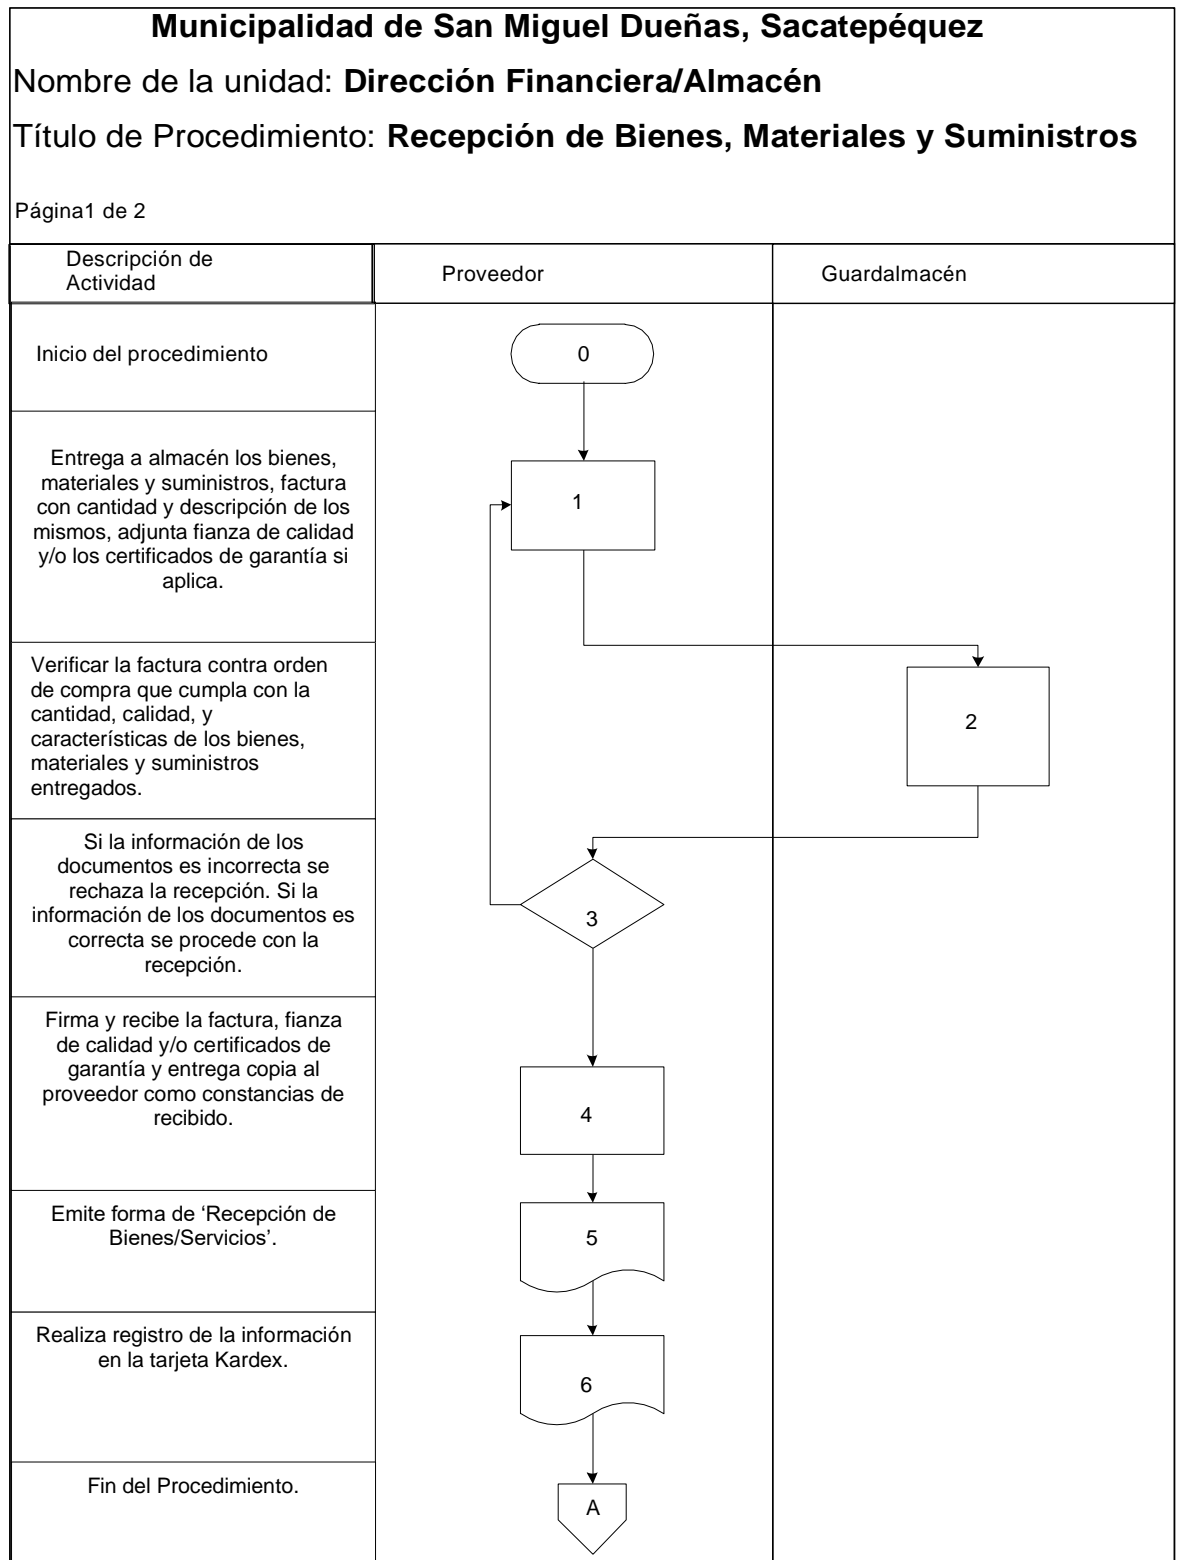 Municipalidad de San Miguel Dueñas, Sacatepéquez
Nombre de la unidad: Dirección Financiera/Almacén
Título de Procedimiento: Recepción de Bienes, Materiales y Suministros
Página1 de 2
Descripción de
Actividad
Proveedor
Guardalmacén
Inicio del procedimiento
0
Entrega a almacén los bienes,
materiales y suministros, factura
con cantidad y descripción de los
mismos, adjunta fianza de calidad
y/o los certificados de garantía si
aplica.
1
Verificar la factura contra orden
de compra que cumpla con la
cantidad, calidad, y
características de los bienes,
materiales y suministros
entregados.
2
Si la información de los
documentos es incorrecta se
rechaza la recepción. Si la
información de los documentos es
correcta se procede con la
recepción.
3
Firma y recibe la factura, fianza
de calidad y/o certificados de
garantía y entrega copia al
proveedor como constancias de
recibido.
4
Emite forma de ‘Recepción de
Bienes/Servicios’.
5
Realiza registro de la información
en la tarjeta Kardex.
6
Fin del Procedimiento.
A